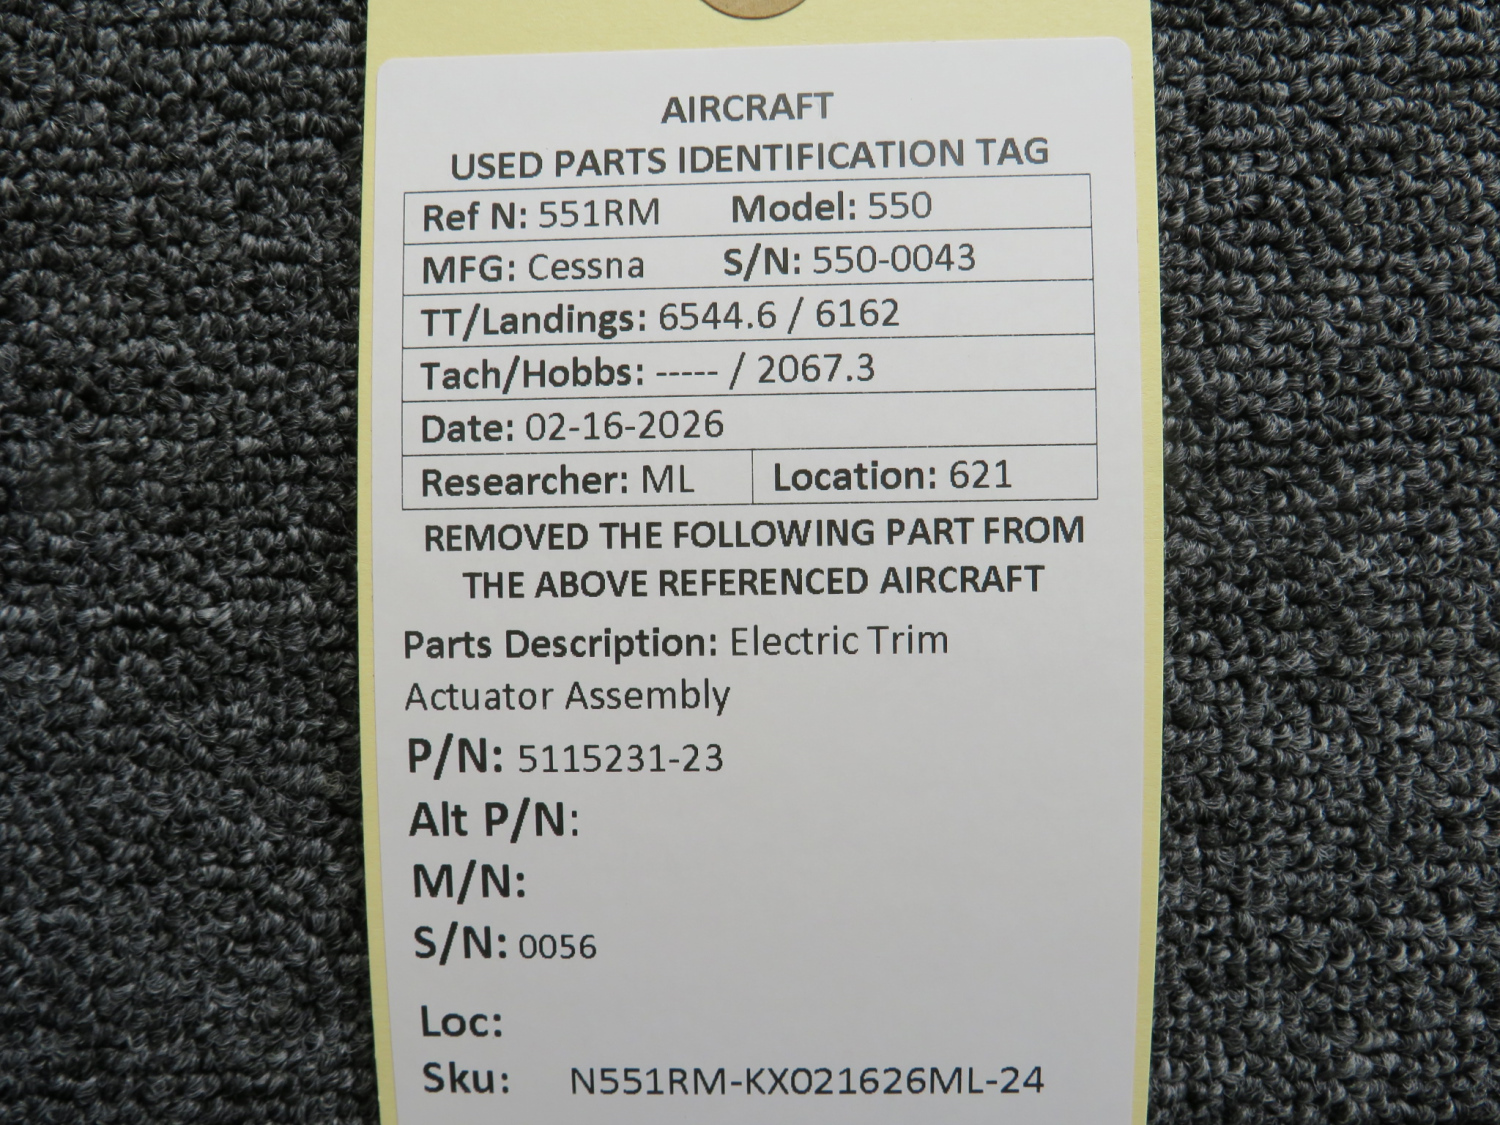 AIRCRAFT
USED PARTS IDENTIFICATION TAG
Ref N: 551RM Model: 550
MFG: Cessna S/N: 550-0043
TT/Landings: 6544.6 / 6162
Tach/Hobbs: ----- / 2067.3
Date: 02-16-2026
Researcher: ML Location: 621
REMOVED THE FOLLOWING PART FROM
THE ABOVE REFERENCED AIRCRAFT
Parts Description: Electric Trim
Actuator Assembly
P/N: 5115231-23
Alt P/N:
M/N:
S/N: 0056
Loc:
Sku: N551RM-KX021626ML-24